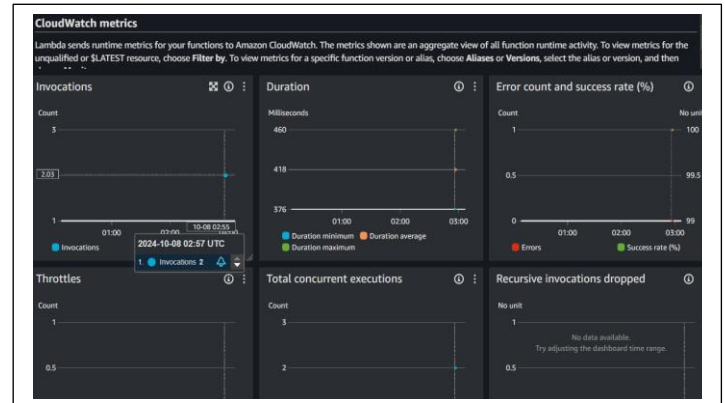 CloudWatch metrics
Lambda sends runtime metrics for your functions to Amazon CloudWatch. The metrics shown are an aggregate view of all function runtime activity. To view metrics for the
unqualified or $LATEST resource, choose Filter by. To view metrics for a specific function version or alias, choose Aliases or Versions, select the alias or version, and then
Invocations
Count
3
2.03
1
01:00
02:00
10-08 02:55
Invocations
2024-10-08 02:57 UTC
1. Invocations 2
Duration
Milliseconds
460
418
376
01:00
02:00
03:00
Duration minimum
Duration average
Duration maximum
Error count and success rate (%)
Count
No unit
1
100
0.5
99.5
0
99
01:00
02:00
03:00
Errors
Success rate (%)
Throttles
Count
1
0.5
Total concurrent executions
Count
3
2
Recursive invocations dropped
No unit
1
No data available.
Try adjusting the dashboard time range.
0.5